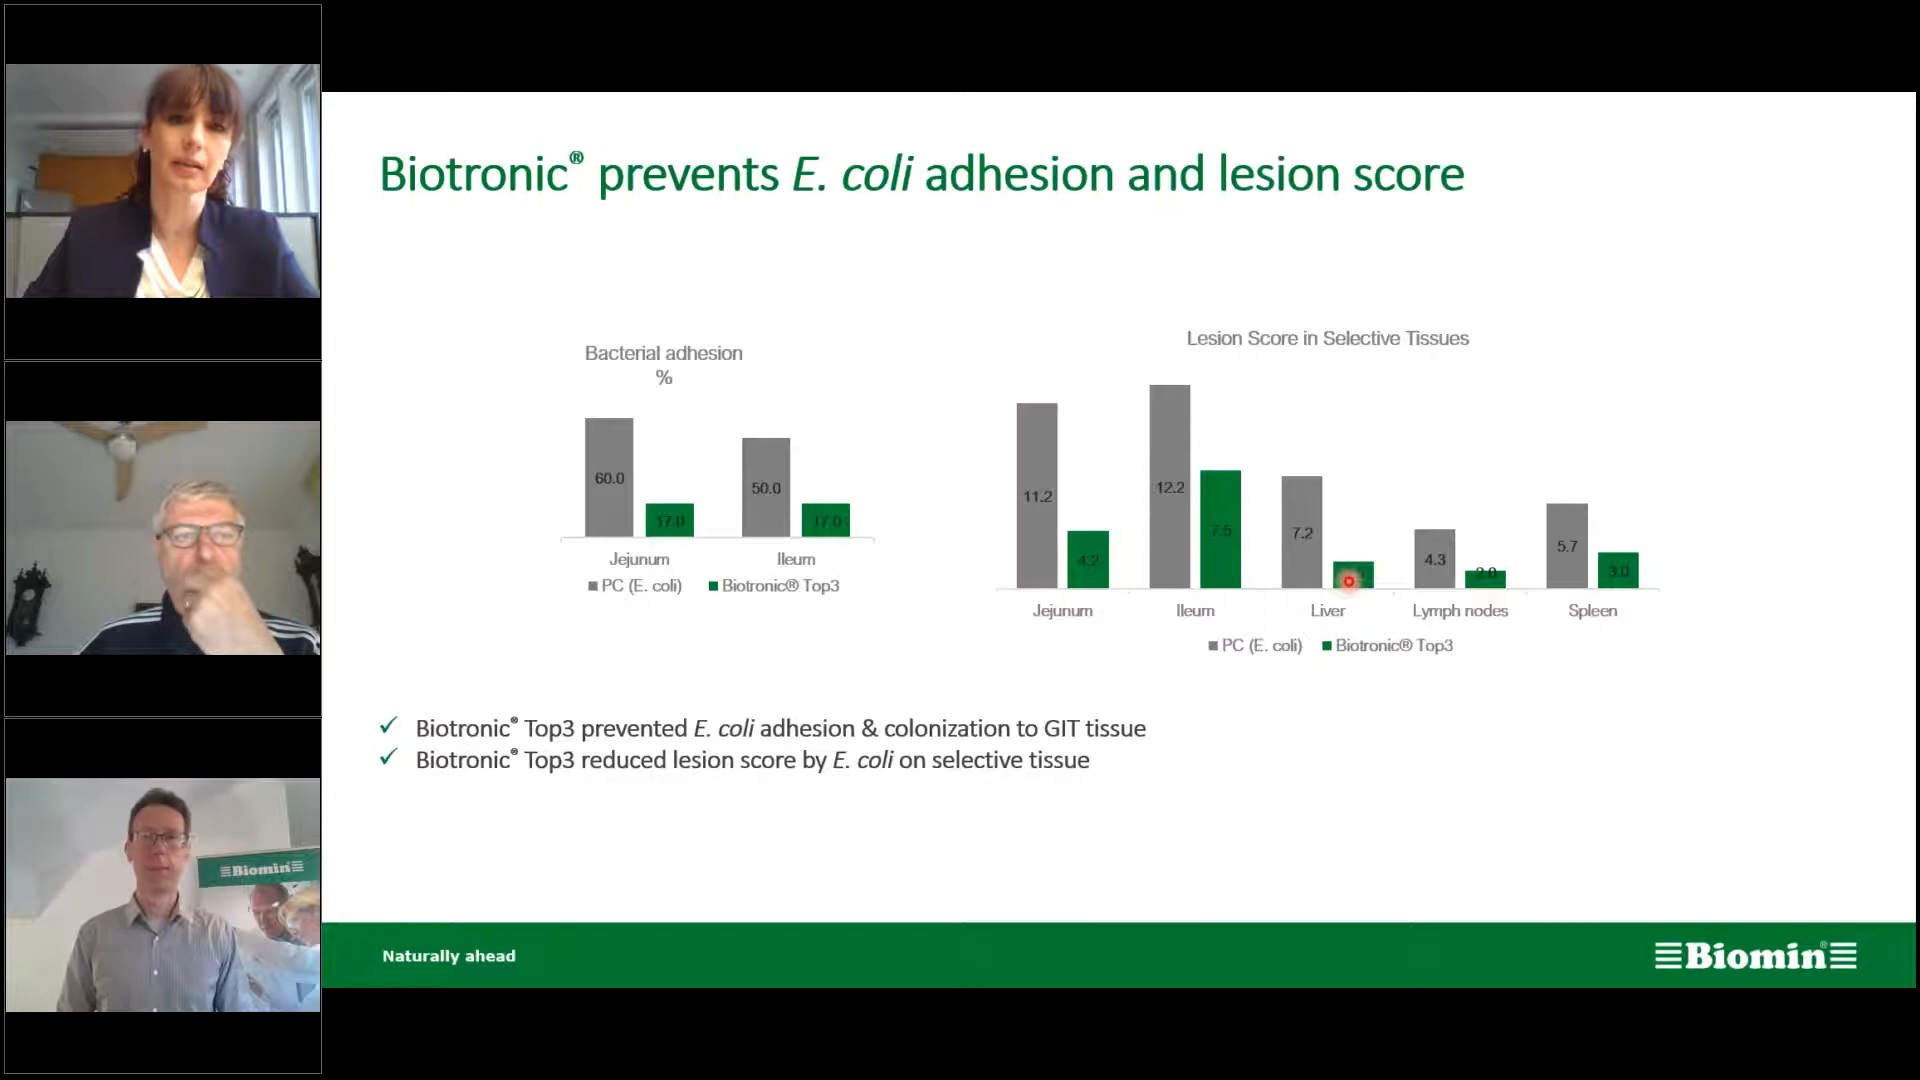 Biotronic® prevents E. coli adhesion and lesion score
Bacterial adhesion
%
60.0
17.0
50.0
17.0
Jejunum
Ileum
PC (E. coli)
Biotronic® Top3
Lesion Score in Selective Tissues
11.2
4.2
12.2
7.5
7.2
4.3
2.0
5.7
3.0
Jejunum
Ileum
Liver
Lymph nodes
Spleen
PC (E. coli)
Biotronic® Top3
✓ Biotronic® Top3 prevented E. coli adhesion & colonization to GIT tissue
✓ Biotronic® Top3 reduced lesion score by E. coli on selective tissue
Biomin
Naturally ahead
Biomin®